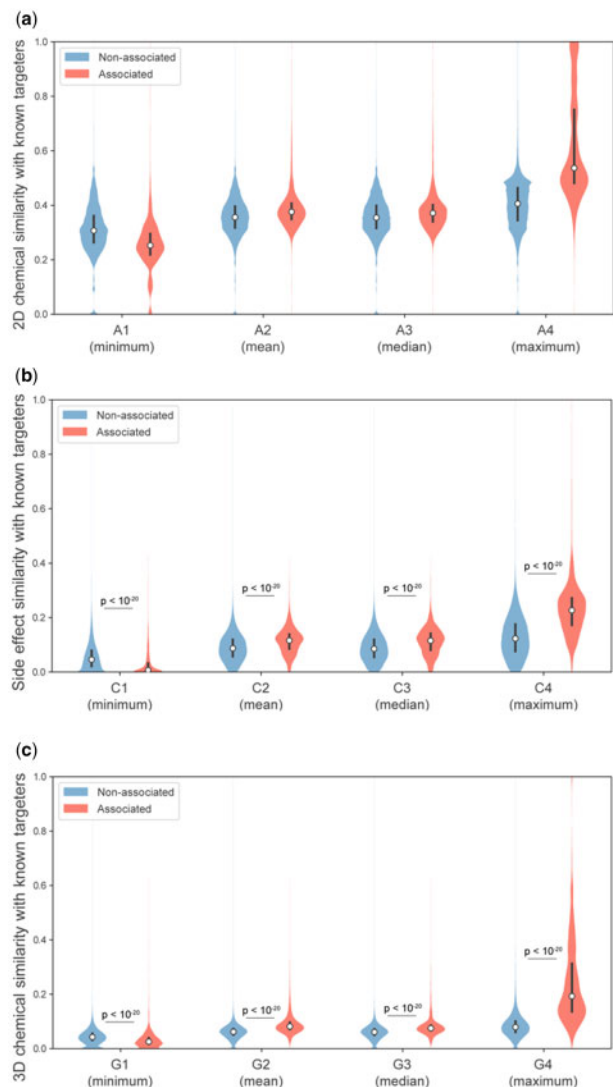 (a)
2D chemical similarity with known targeters
1.0
0.8
0.6
0.4
0.2
0.0
Non-associated
Associated
A1 A2 A3 A4
(minimum) (mean) (median) (maximum)
(b)
Side effect similarity with known targeters
1.0
0.8
0.6
0.4
0.2
0.0
Non-associated
Associated
p < 10⁻²⁰ p < 10⁻²⁰ p < 10⁻²⁰ p < 10⁻²⁰
C1 C2 C3 C4
(minimum) (mean) (median) (maximum)
(c)
3D chemical similarity with known targeters
1.0
0.8
0.6
0.4
0.2
0.0
Non-associated
Associated
p < 10⁻²⁰ p < 10⁻²⁰ p < 10⁻²⁰ p < 10⁻²⁰
G1 G2 G3 G4
(minimum) (mean) (median) (maximum)